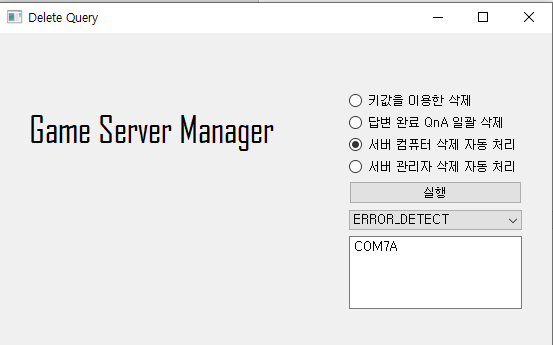 Delete Query
Game Server Manager
키값을 이용한 삭제
답변 완료 QnA 일괄 삭제
서버 컴퓨터 삭제 자동 처리
서버 관리자 삭제 자동 처리
실행
ERROR_DETECT
COM7A